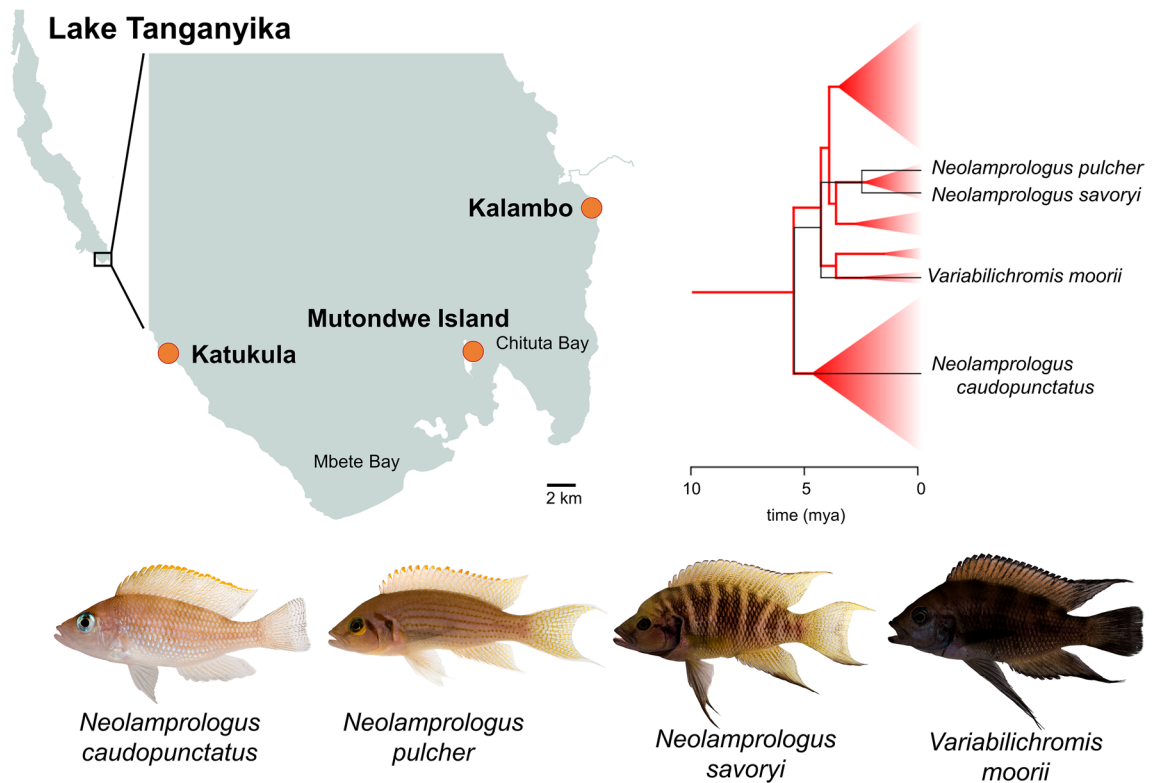 Lake Tanganyika
Kalambo
Mutondwe Island
Chituta Bay
Katukula
Mbete Bay
2 km
Neolamprologus pulcher
Neolamprologus savoryi
Variabilichromis moorii
Neolamprologus
caudopunctatus
10 5 0
time (mya)
Neolamprologus
caudopunctatus
Neolamprologus
pulcher
Neolamprologus
savoryi
Variabilichromis
moorii